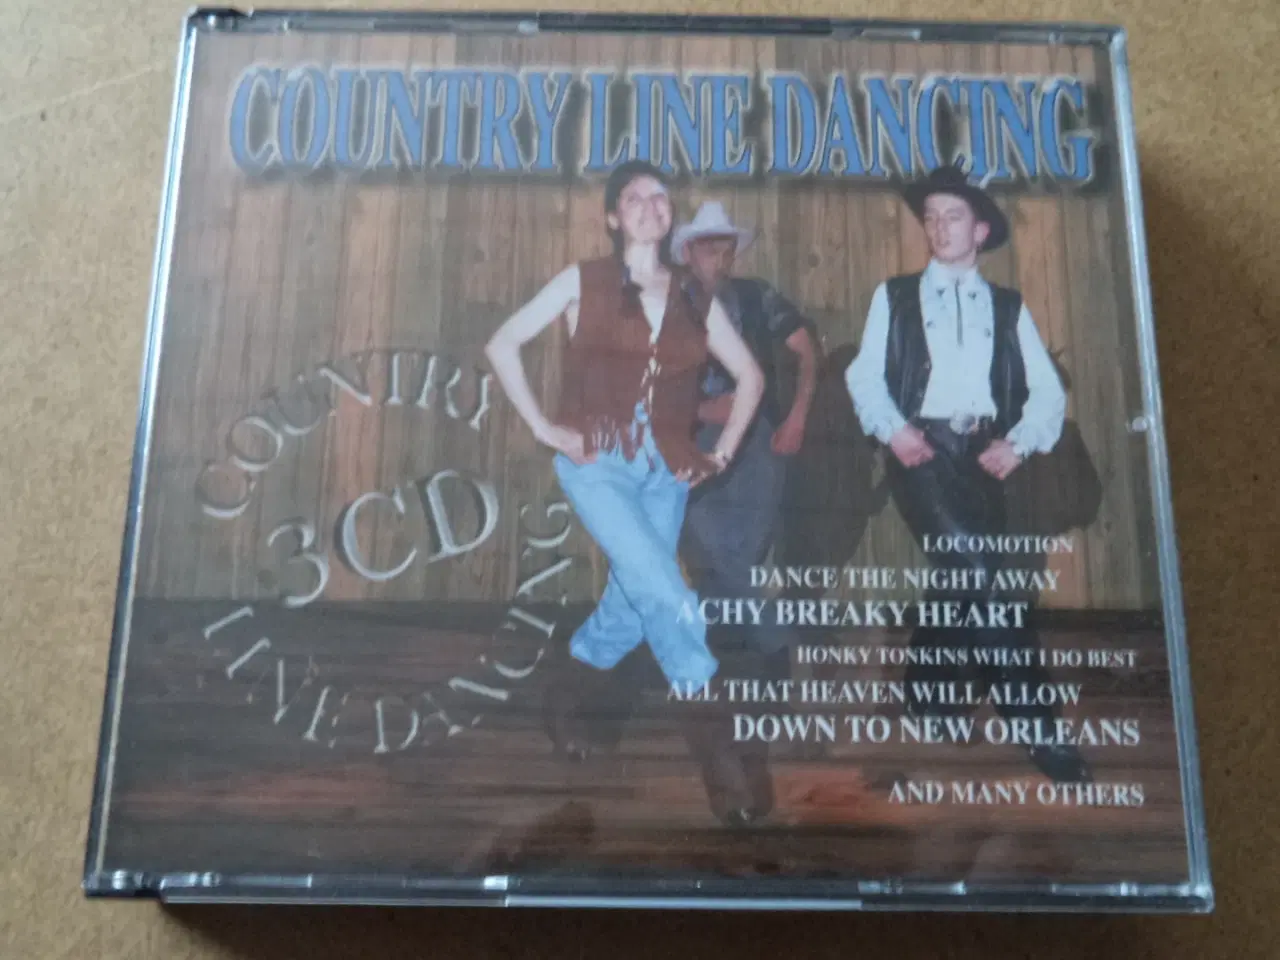 COUNTRY LINE DANCING
COUNTRY
3CD
LINE DANCING
LOCOMOTION
DANCE THE NIGHT AWAY
ACHY BREAKY HEART
HONKY TONKINS WHAT I DO BEST
ALL THAT HEAVEN WILL ALLOW
DOWN TO NEW ORLEANS
AND MANY OTHERS